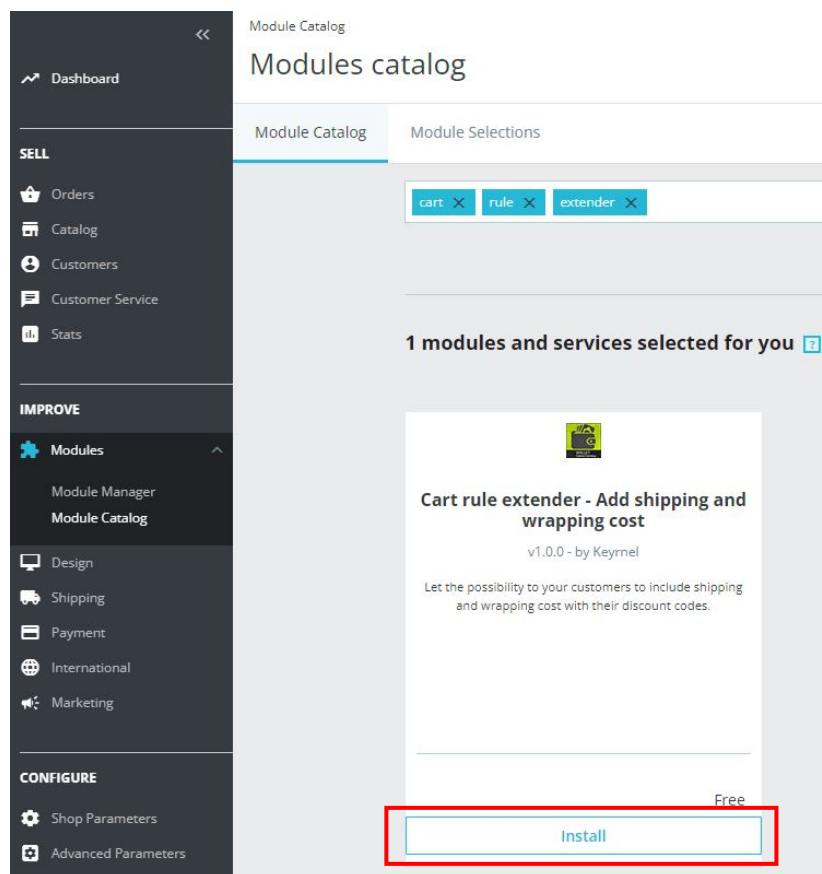 Dashboard
SELL
Orders
Catalog
Customers
Customer Service
Stats
IMPROVE
Modules
Module Manager
Module Catalog
Design
Shipping
Payment
International
Marketing
CONFIGURE
Shop Parameters
Advanced Parameters
Module Catalog
Modules catalog
Module Catalog
Module Selections
cart
rule
extender
1 modules and services selected for you ?
Cart rule extender - Add shipping and
wrapping cost
v1.0.0 - by Keyrnel
Let the possibility to your customers to include shipping
and wrapping cost with their discount codes.
Free
Install